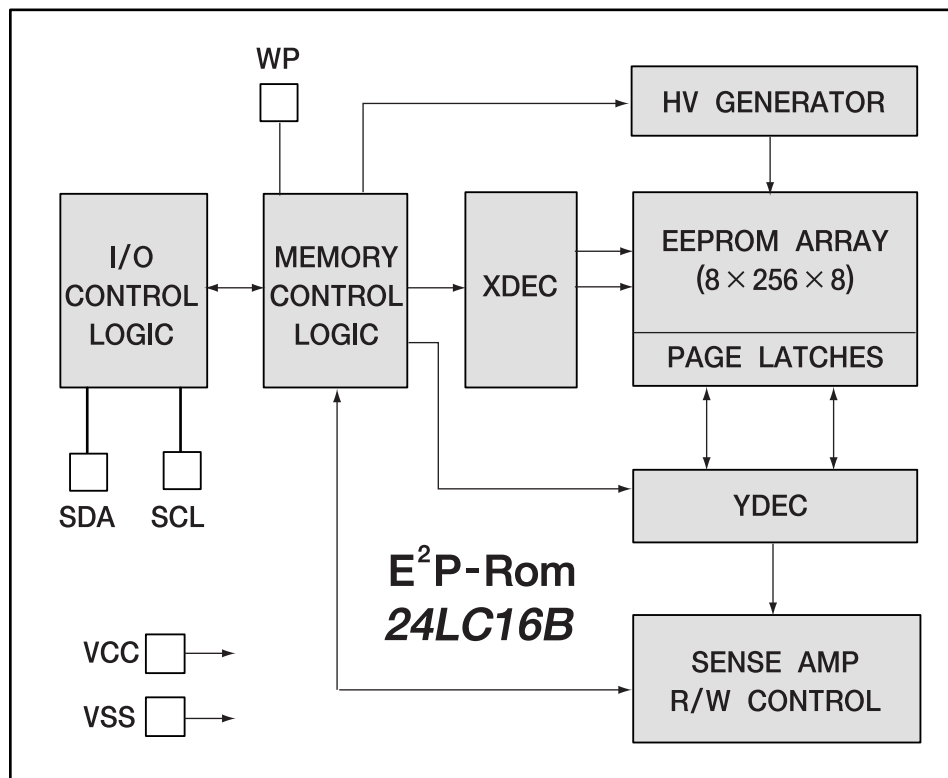 WP
HV GENERATOR
I/O
CONTROL
LOGIC
MEMORY
CONTROL
LOGIC
XDEC
EEPROM ARRAY
(8 × 256 × 8)
PAGE LATCHES
SDA
SCL
YDEC
E²P-Rom
24LC16B
VCC
VSS
SENSE AMP
R/W CONTROL